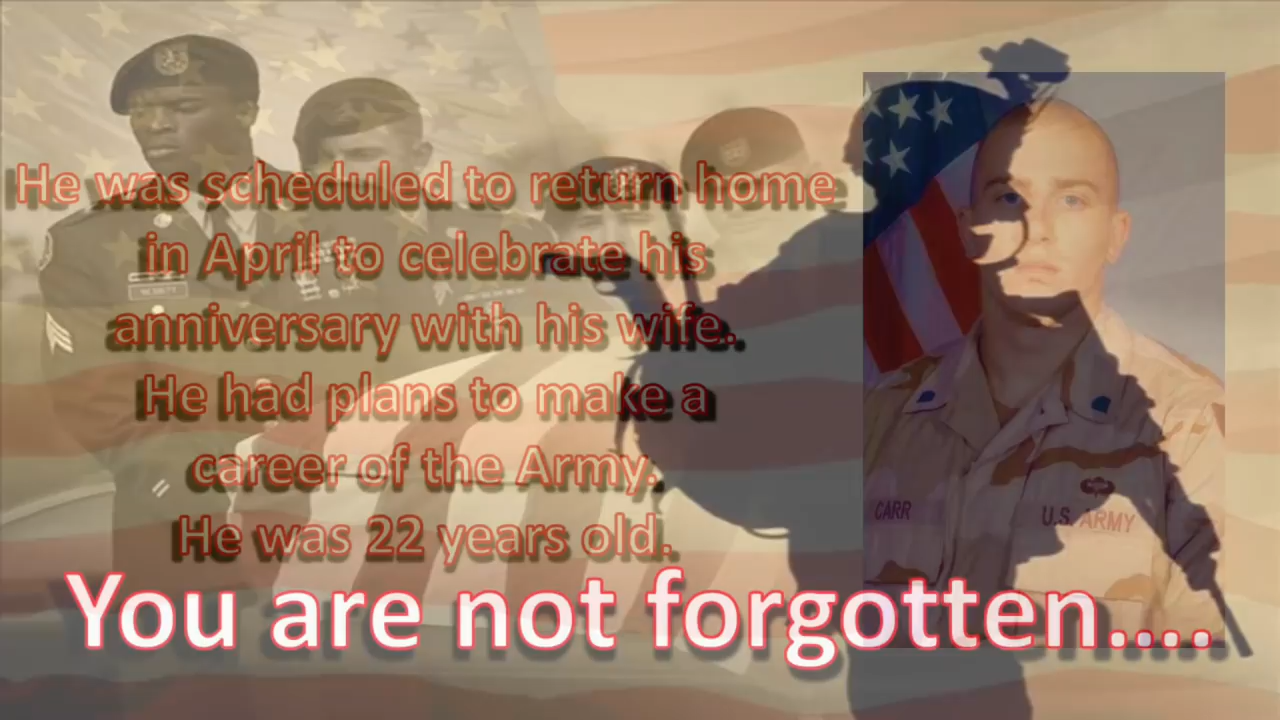 He was scheduled to return home
in April to celebrate his
anniversary with his wife.
He had plans to make a
career of the Army.
He was 22 years old.
You are not forgotten....
CARR
U.S. ARMY